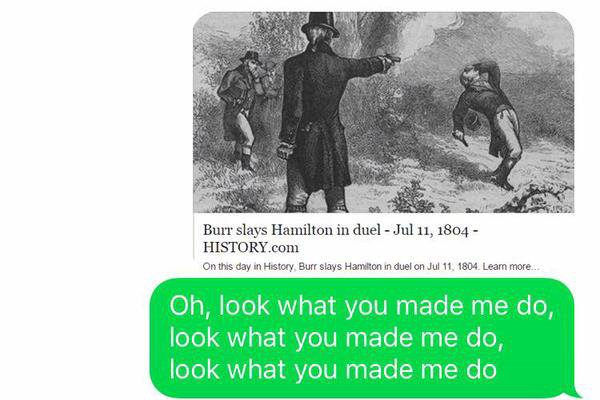 Burr slays Hamilton in duel - Jul 11, 1804 -
HISTORY.com
On this day in History, Burr slays Hamilton in duel on Jul 11, 1804. Learn more...
Oh, look what you made me do,
look what you made me do,
look what you made me do